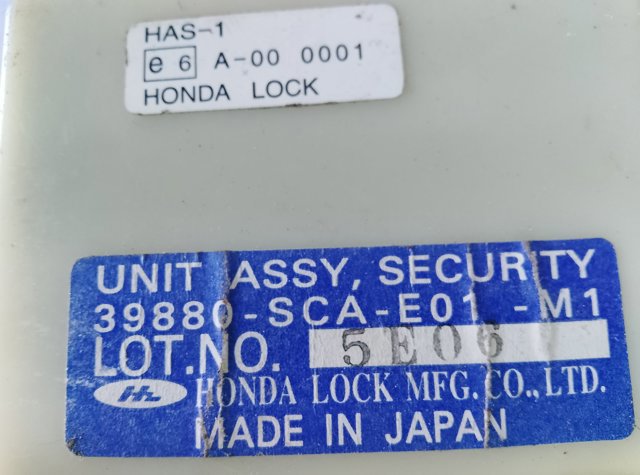 HAS-1
e 6 A-00 0001
HONDA LOCK
UNIT ASSY, SECURITY
39880-SCA-E01 -M1
LOT.NO. 5E06
HL HONDA LOCK MFG. CO., LTD.
MADE IN JAPAN